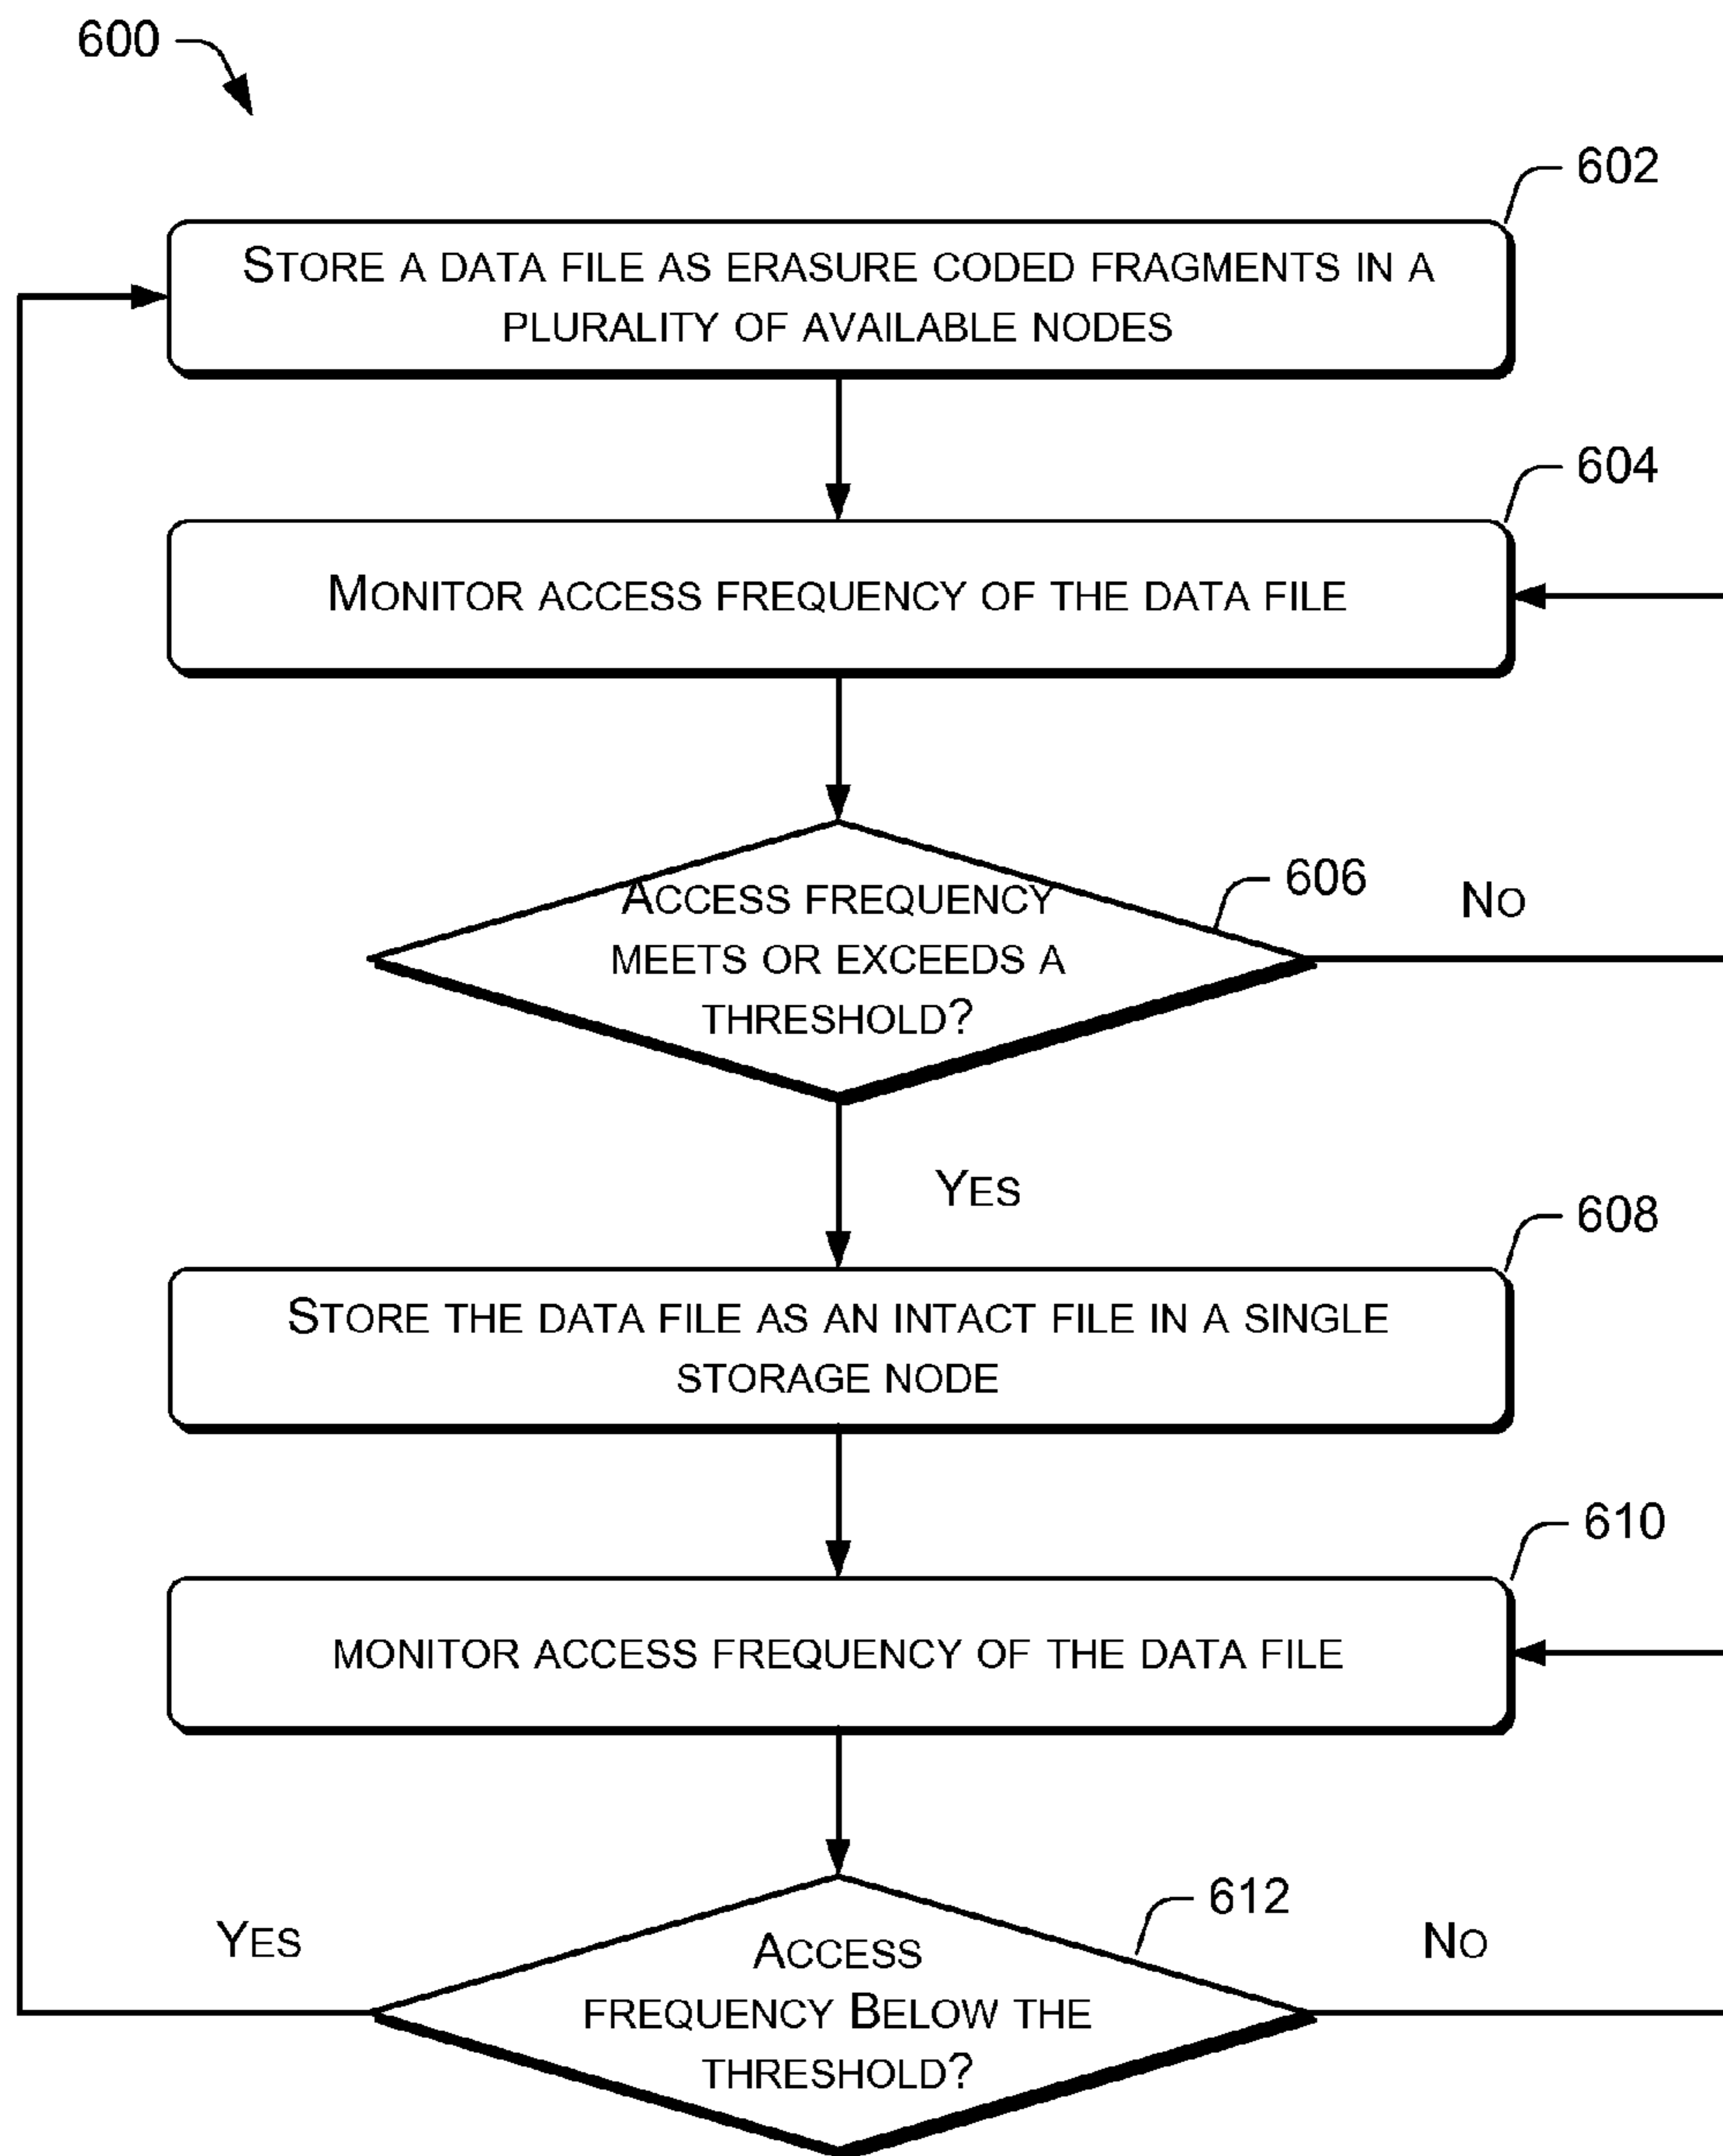 600
602
STORE A DATA FILE AS ERASURE CODED FRAGMENTS IN A
PLURALITY OF AVAILABLE NODES
604
MONITOR ACCESS FREQUENCY OF THE DATA FILE
606
NO
ACCESS FREQUENCY
MEETS OR EXCEEDS A
THRESHOLD?
YES
608
STORE THE DATA FILE AS AN INTACT FILE IN A SINGLE
STORAGE NODE
610
MONITOR ACCESS FREQUENCY OF THE DATA FILE
612
YES
NO
ACCESS
FREQUENCY BELOW THE
THRESHOLD?